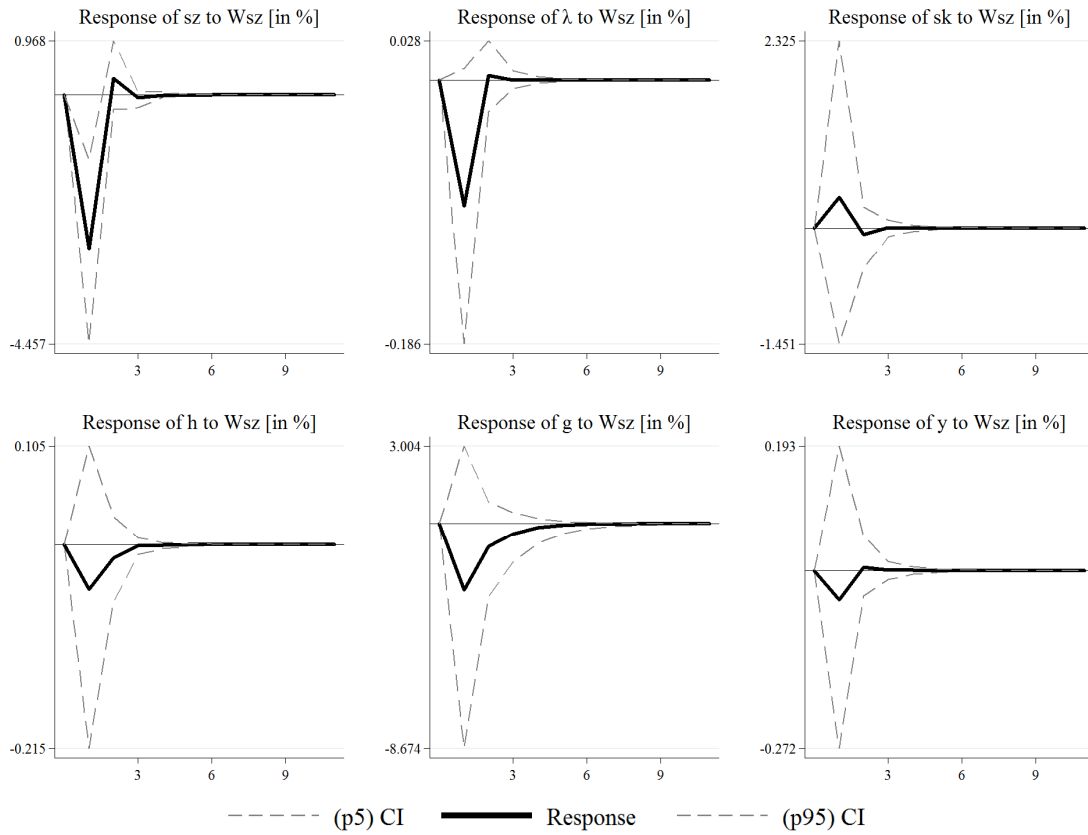 Response of sz to Wsz [in %]
0.968
-4.457
3 6 9
Response of λ to Wsz [in %]
0.028
-0.186
3 6 9
Response of sk to Wsz [in %]
2.325
-1.451
3 6 9
Response of h to Wsz [in %]
0.105
-0.215
3 6 9
Response of g to Wsz [in %]
3.004
-8.674
3 6 9
Response of y to Wsz [in %]
0.193
-0.272
3 6 9
(p5) CI Response (p95) CI